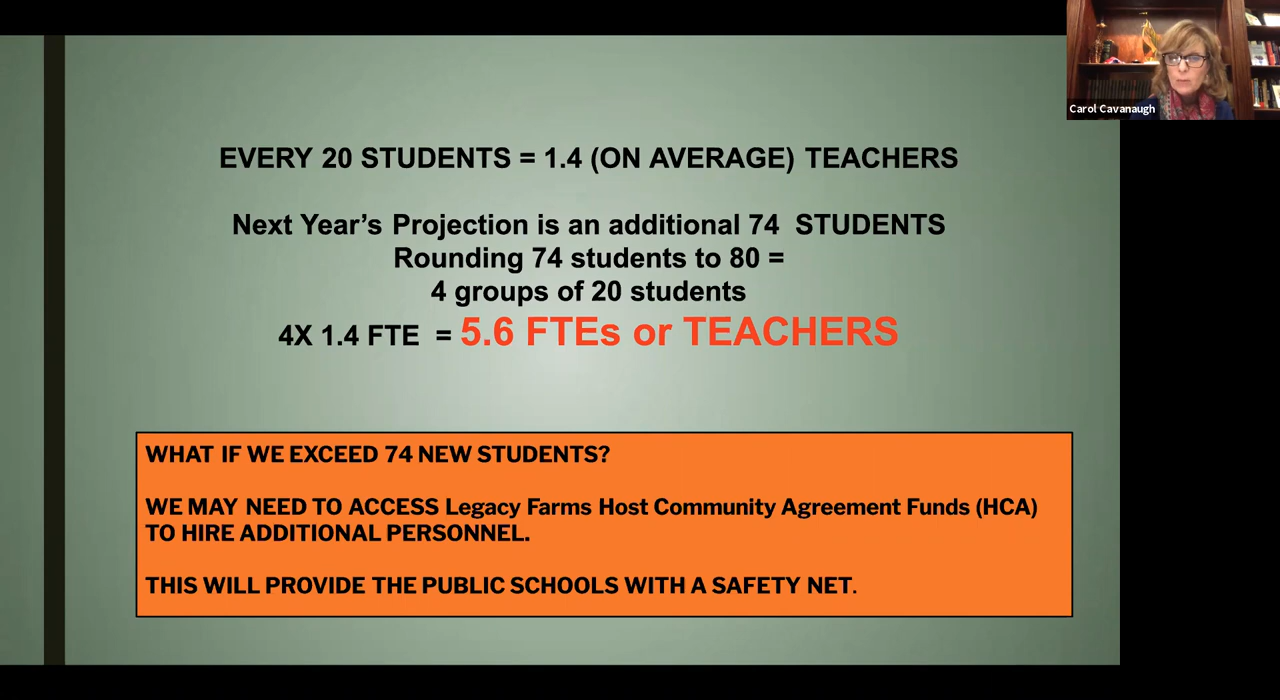 Carol Cavanaugh
EVERY 20 STUDENTS = 1.4 (ON AVERAGE) TEACHERS
Next Year’s Projection is an additional 74 STUDENTS
Rounding 74 students to 80 =
4 groups of 20 students
4X 1.4 FTE = 5.6 FTEs or TEACHERS
WHAT IF WE EXCEED 74 NEW STUDENTS?
WE MAY NEED TO ACCESS Legacy Farms Host Community Agreement Funds (HCA)
TO HIRE ADDITIONAL PERSONNEL.
THIS WILL PROVIDE THE PUBLIC SCHOOLS WITH A SAFETY NET.